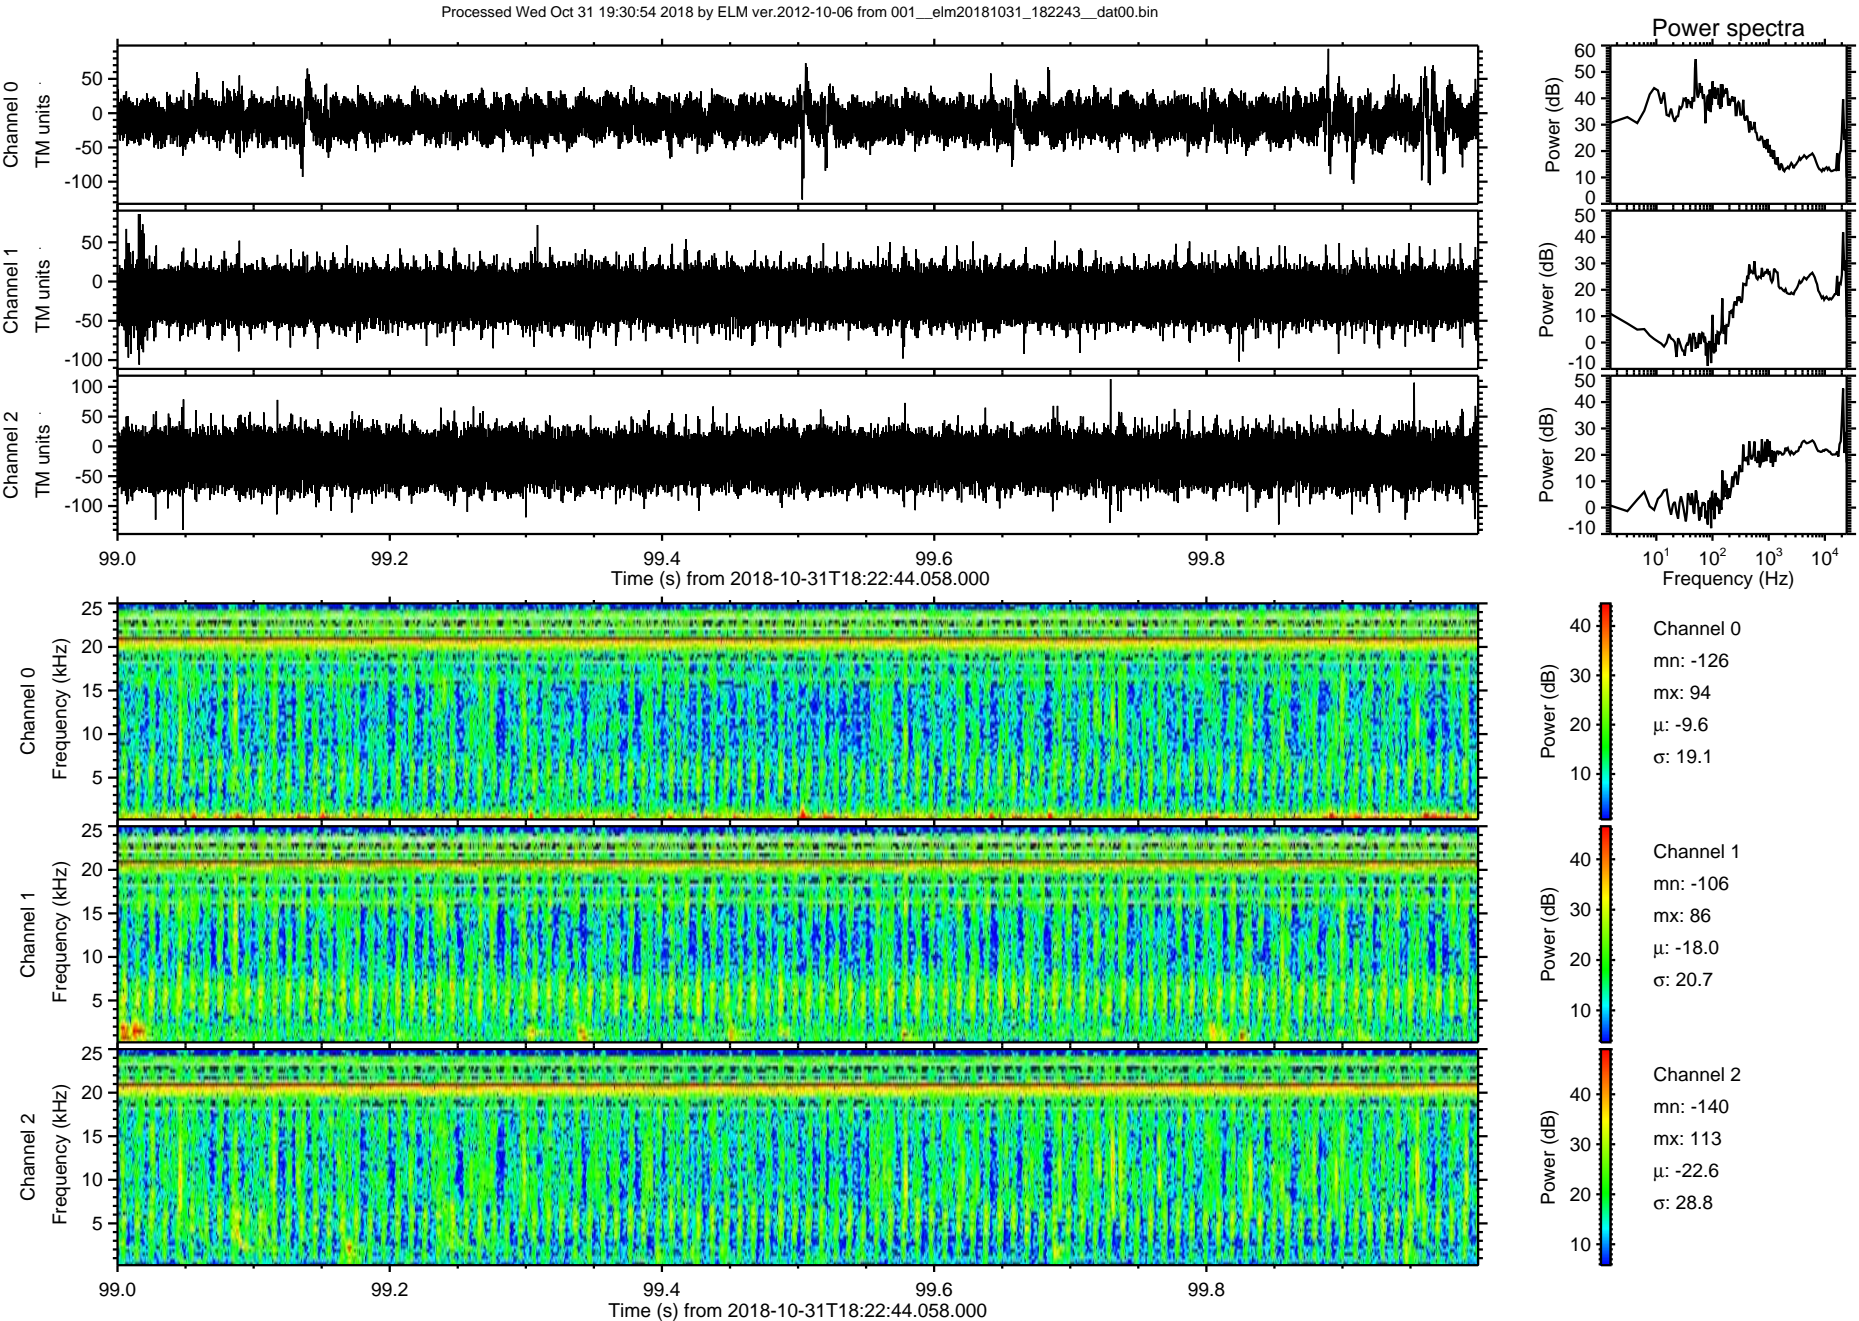 Processed Wed Oct 31 19:30:54 2018 by ELM ver.2012-10-06 from 001__elm20181031_182243__dat00.bin
Power spectra
Channel 0
TM units
50
0
-50
-100
Power (dB)
60
50
40
30
20
10
0
Channel 1
TM units
50
0
-50
-100
Power (dB)
50
40
30
20
10
0
-10
Channel 2
TM units
100
50
0
-50
-100
Power (dB)
50
40
30
20
10
0
-10
99.0 99.2 99.4 99.6 99.8
Time (s) from 2018-10-31T18:22:44.058.000
10¹ 10² 10³ 10⁴
Frequency (Hz)
Channel 0
Frequency (kHz)
25
20
15
10
5
Power (dB)
40
30
20
10
Channel 0
mn: -126
mx: 94
µ: -9.6
σ: 19.1
Channel 1
Frequency (kHz)
25
20
15
10
5
Power (dB)
40
30
20
10
Channel 1
mn: -106
mx: 86
µ: -18.0
σ: 20.7
Channel 2
Frequency (kHz)
25
20
15
10
5
Power (dB)
40
30
20
10
Channel 2
mn: -140
mx: 113
µ: -22.6
σ: 28.8
99.0 99.2 99.4 99.6 99.8
Time (s) from 2018-10-31T18:22:44.058.000